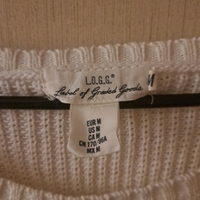 L.O.G.G.
Label of Graded Goods
M
EUR M
US M
CA M
CN 170/96A
MX M